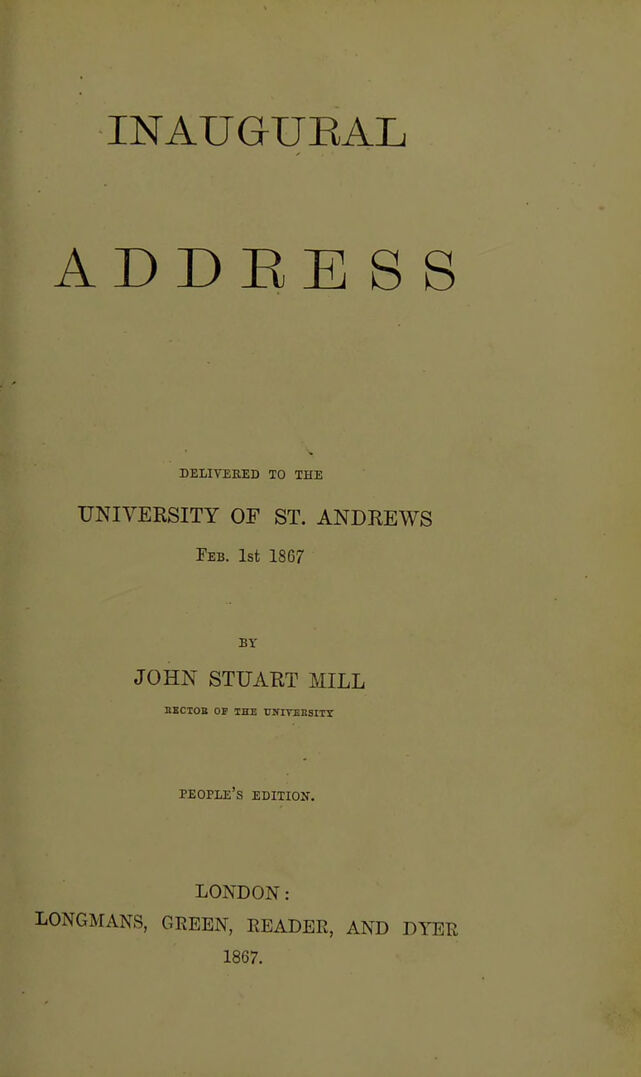 INAUGURAL
ADDRESS
DELIVERED TO THE
UNIVERSITY OF ST. ANDREWS
FEB. 1st 1867
BY
JOHN STUART MILL
RECTOR OF THE UNIVERSITY
PEOPLE'S EDITION.
LONDON:
LONGMANS, GREEN, READER, AND DYER
1867.